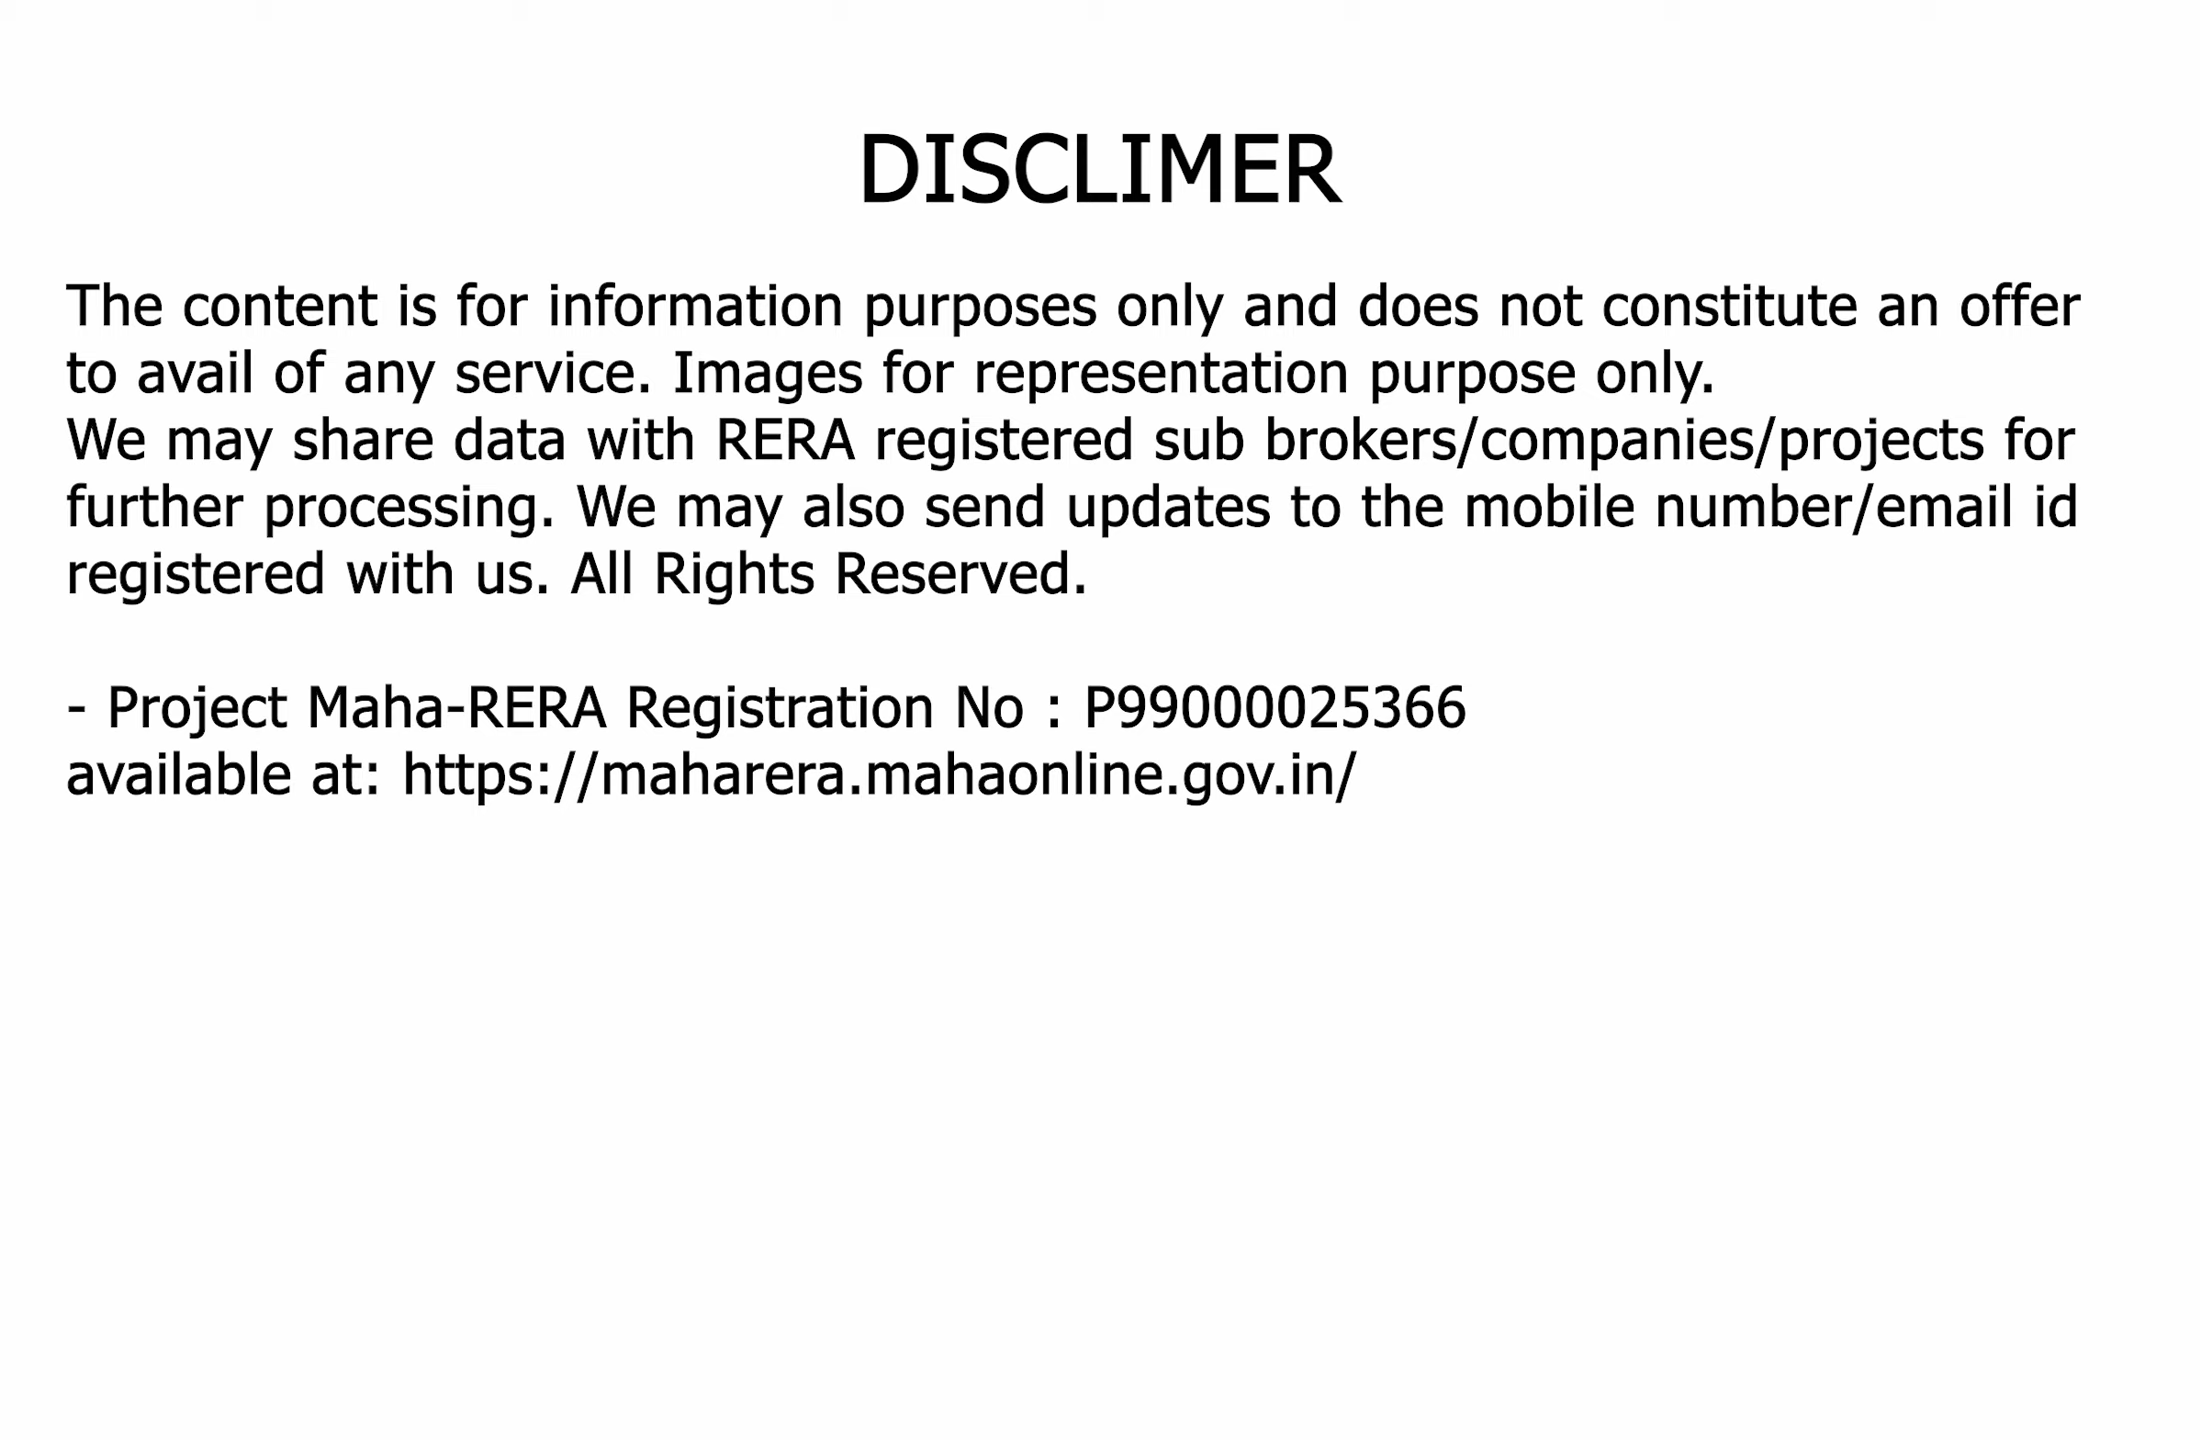 DISCLIMER
The content is for information purposes only and does not constitute an offer
to avail of any service. Images for representation purpose only.
We may share data with RERA registered sub brokers/companies/projects for
further processing. We may also send updates to the mobile number/email id
registered with us. All Rights Reserved.
- Project Maha-RERA Registration No : P99000025366
available at: https://maharera.mahaonline.gov.in/